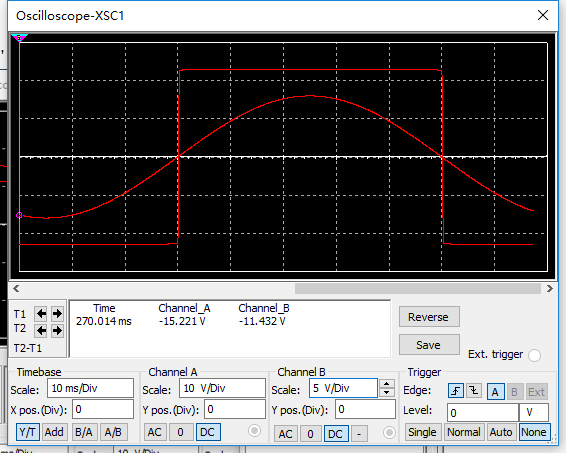 Oscilloscope-XSC1
T1
T2
T2-T1
Time Channel_A Channel_B
270.014 ms -15.221 V -11.432 V
Reverse
Save
Ext. trigger
Timebase
Scale: 10 ms/Div
X pos.(Div): 0
Y/T Add B/A A/B
Channel A
Scale: 10 V/Div
Y pos.(Div): 0
AC 0 DC
Channel B
Scale: 5 V/Div
Y pos.(Div): 0
AC 0 DC -
Trigger
Edge: A B Ext
Level: 0 V
Single Normal Auto None